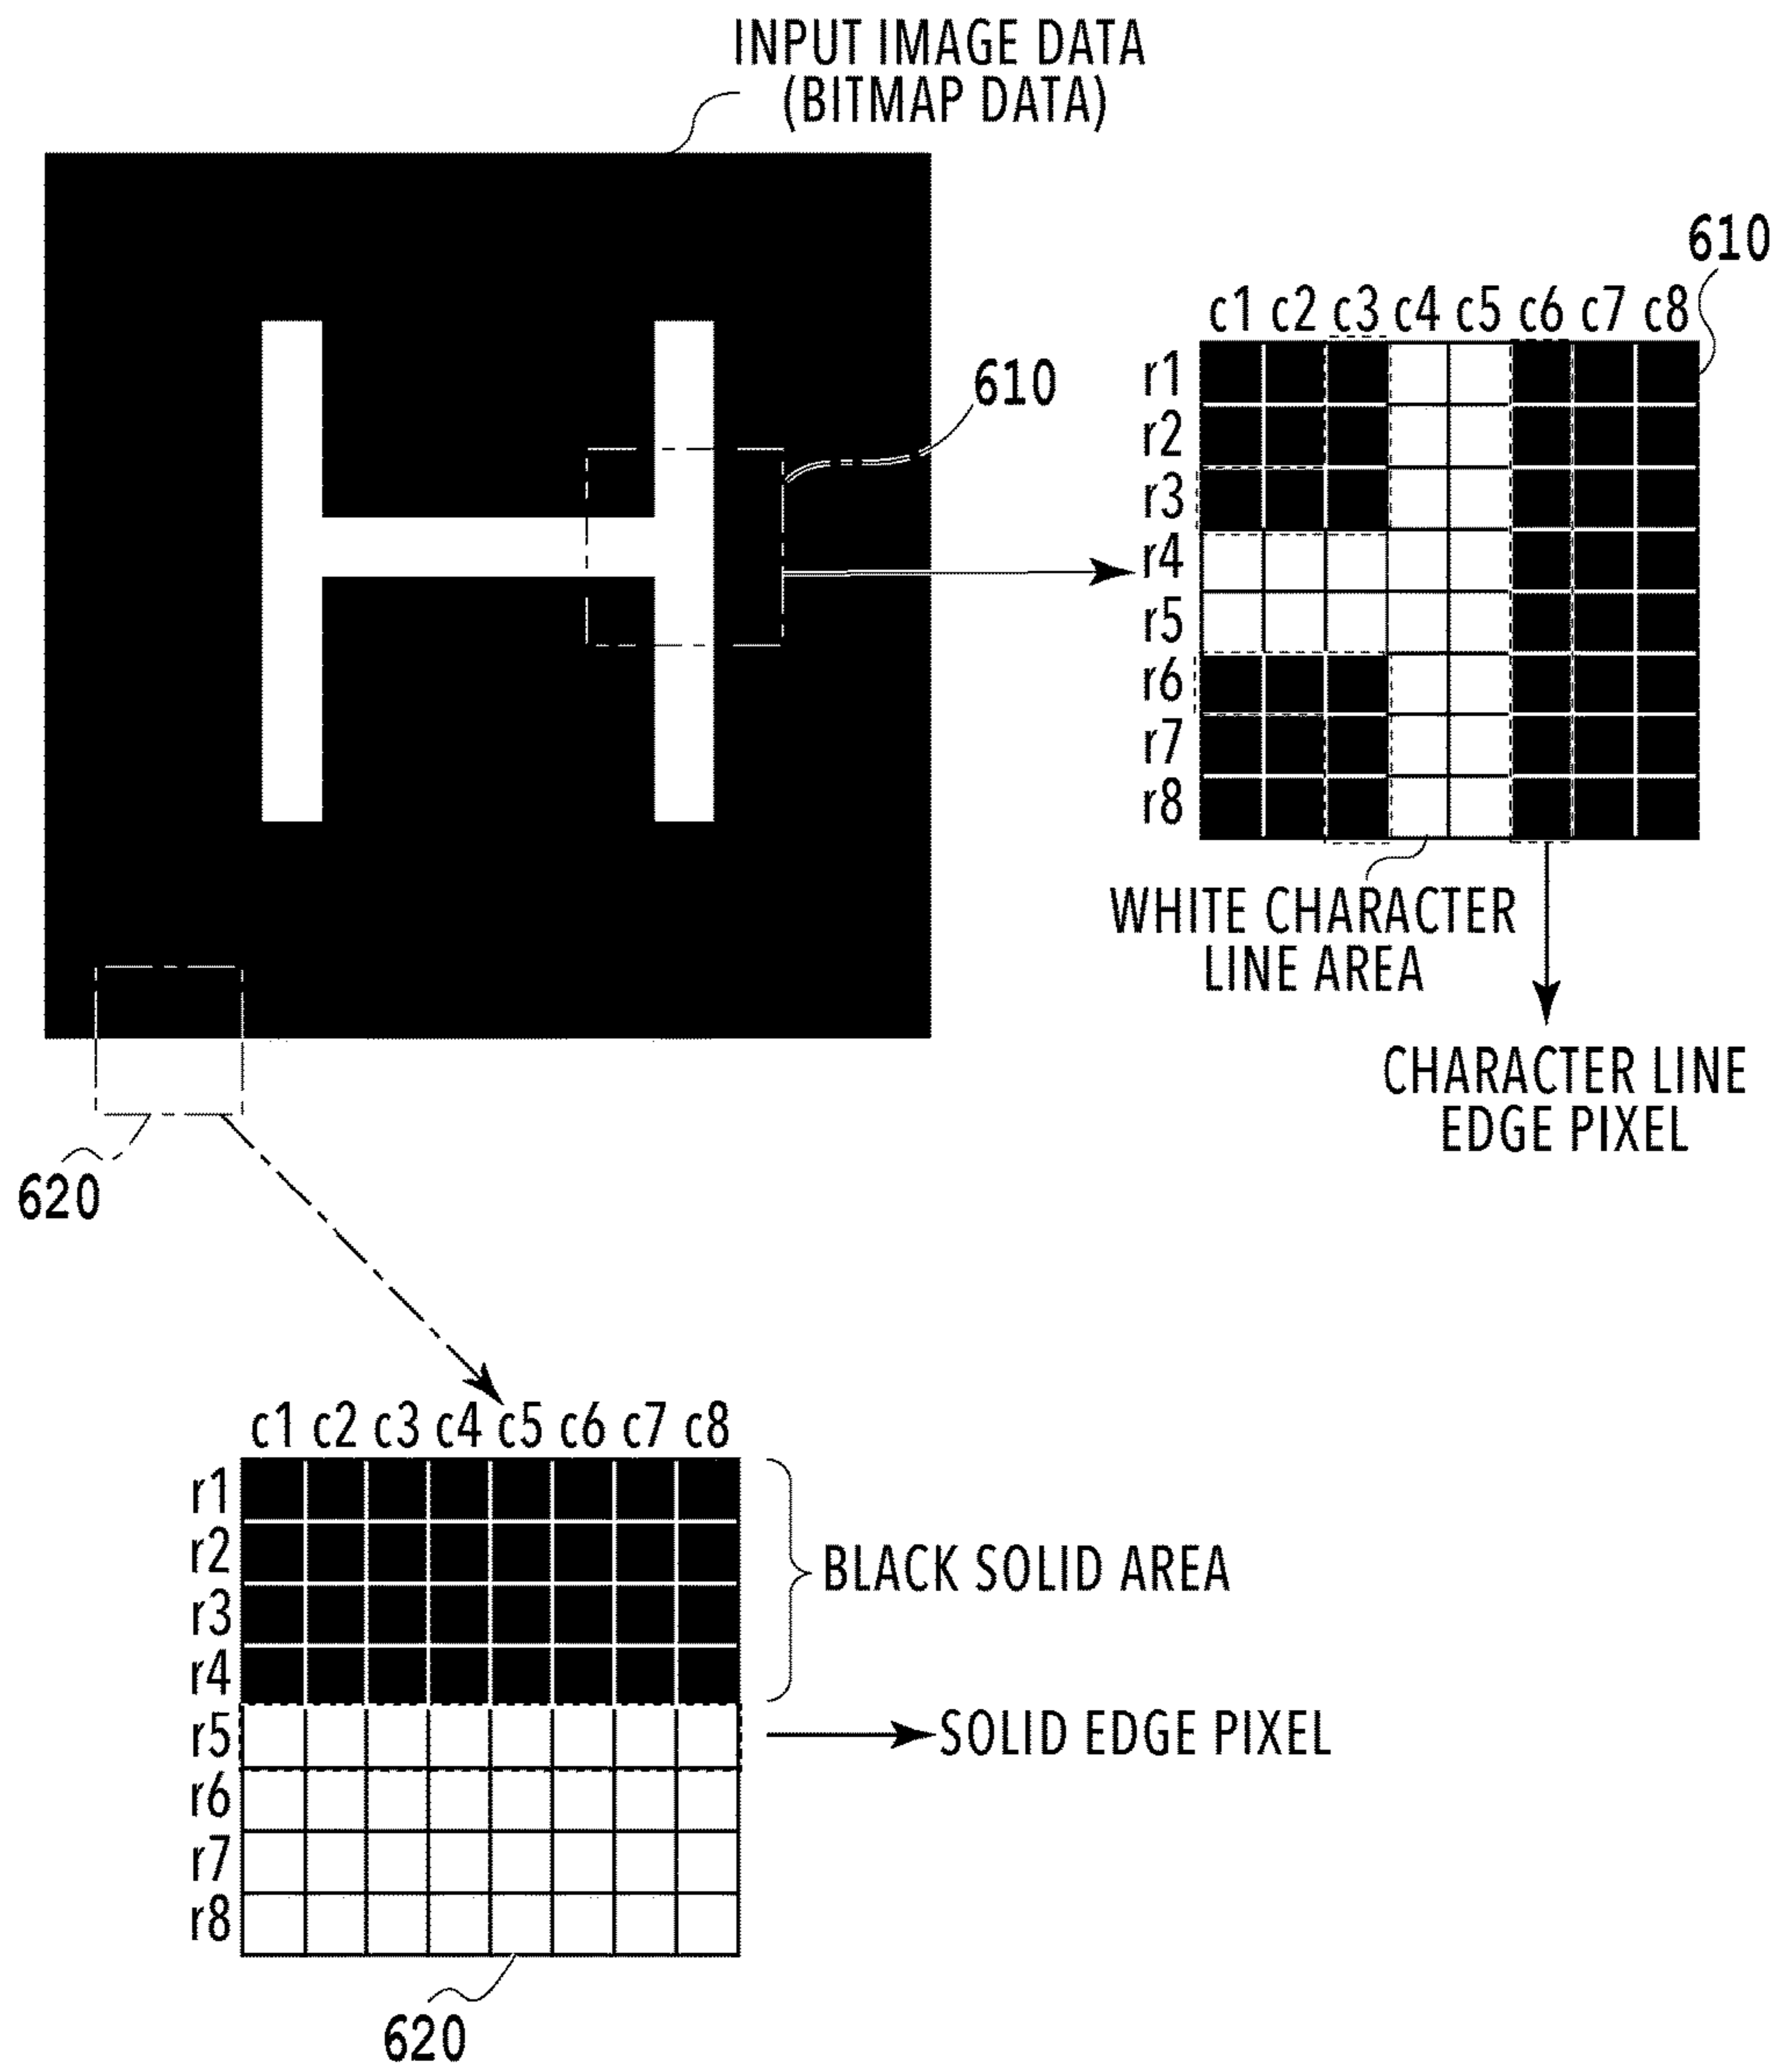 INPUT IMAGE DATA
(BITMAP DATA)
610
610
c1 c2 c3 c4 c5 c6 c7 c8
r1
r2
r3
r4
r5
r6
r7
r8
WHITE CHARACTER
LINE AREA
CHARACTER LINE
EDGE PIXEL
620
c1 c2 c3 c4 c5 c6 c7 c8
r1
r2
r3
r4
r5
r6
r7
r8
BLACK SOLID AREA
SOLID EDGE PIXEL
620
H